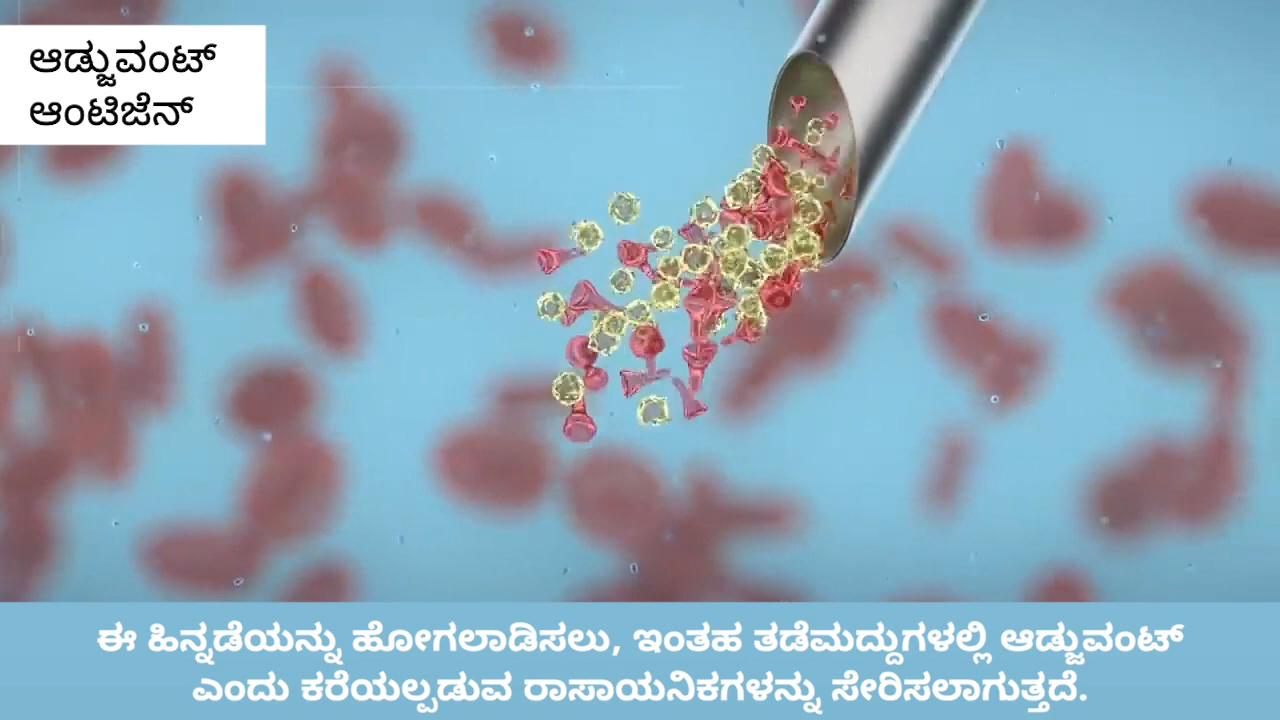 ಆಡ್ಜುವಂಟ್
ಆಂಟಿಜೆನ್
ಈ ಹಿನ್ನಡೆಯನ್ನು ಹೋಗಲಾಡಿಸಲು, ಇಂತಹ ತಡೆಮದ್ದುಗಳಲ್ಲಿ ಆಡ್ಜುವಂಟ್
ಎಂದು ಕರೆಯಲ್ಪಡುವ ರಾಸಾಯನಿಕಗಳನ್ನು ಸೇರಿಸಲಾಗುತ್ತದೆ.